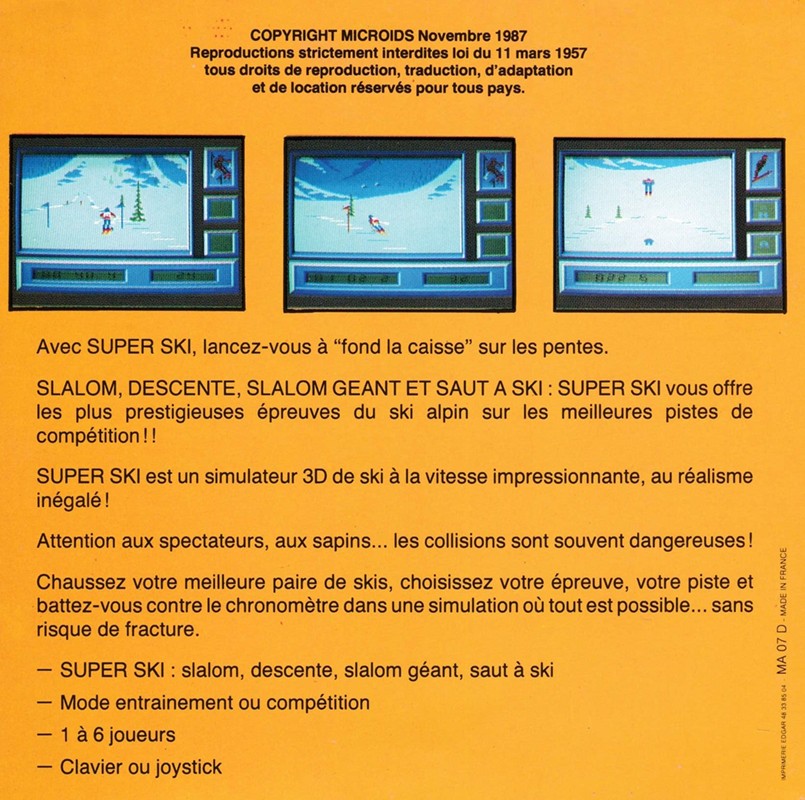 COPYRIGHT MICROIDS Novembre 1987
Reproductions strictement interdites loi du 11 mars 1957
tous droits de reproduction, traduction, d'adaptation
et de location réservés pour tous pays.
Avec SUPER SKI, lancez-vous à “fond la caisse” sur les pentes.
SLALOM, DESCENTE, SLALOM GEANT ET SAUT A SKI : SUPER SKI vous offre
les plus prestigieuses épreuves du ski alpin sur les meilleures pistes de
compétition ! !
SUPER SKI est un simulateur 3D de ski à la vitesse impressionnante, au réalisme
inégalé !
Attention aux spectateurs, aux sapins... les collisions sont souvent dangereuses !
Chaussez votre meilleure paire de skis, choisissez votre épreuve, votre piste et
battez-vous contre le chronomètre dans une simulation où tout est possible... sans
risque de fracture.
— SUPER SKI : slalom, descente, slalom géant, saut à ski
— Mode entrainement ou compétition
— 1 à 6 joueurs
— Clavier ou joystick
IMPRIMERIE EDGAR 48 33 85 04 MA 07 D - MADE IN FRANCE